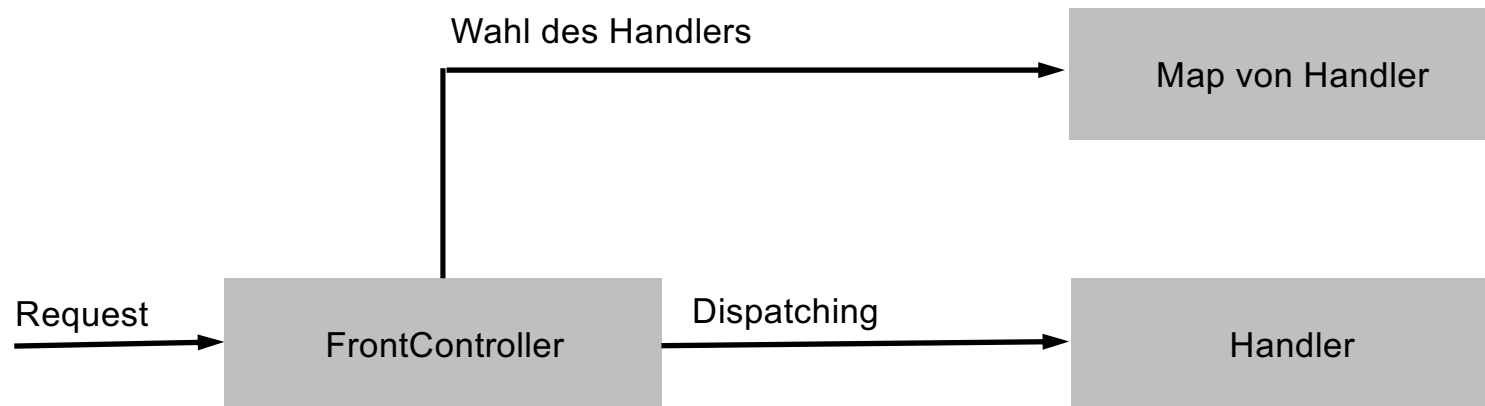 Wahl des Handlers
Map von Handler
Request
FrontController
Dispatching
Handler